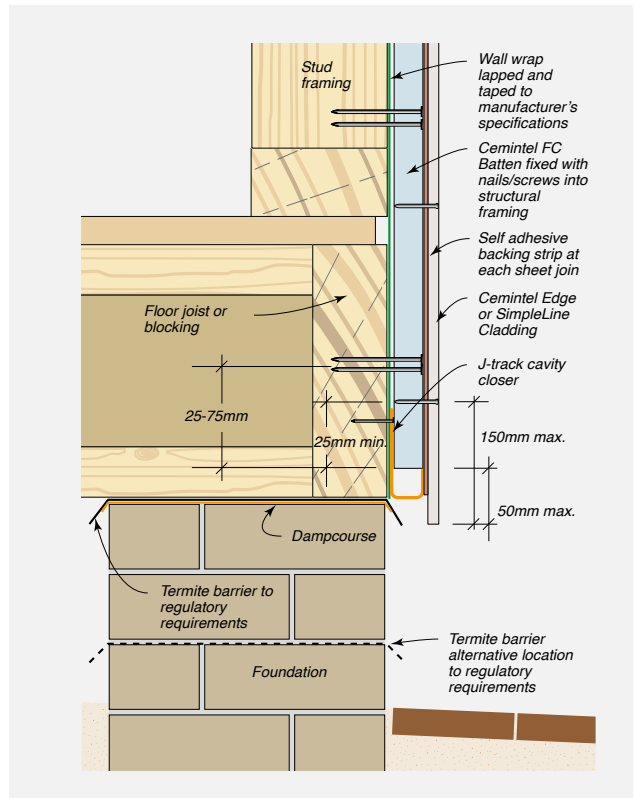 Stud
framing
Wall wrap
lapped and
taped to
manufacturer's
specifications
Cemintel FC
Batten fixed with
nails/screws into
structural
framing
Self adhesive
backing strip at
each sheet join
Floor joist or
blocking
Cemintel Edge
or SimpleLine
Cladding
J-track cavity
closer
25-75mm
25mm min.
150mm max.
50mm max.
Dampcourse
Termite barrier to
regulatory
requirements
Termite barrier
alternative location
to regulatory
requirements
Foundation